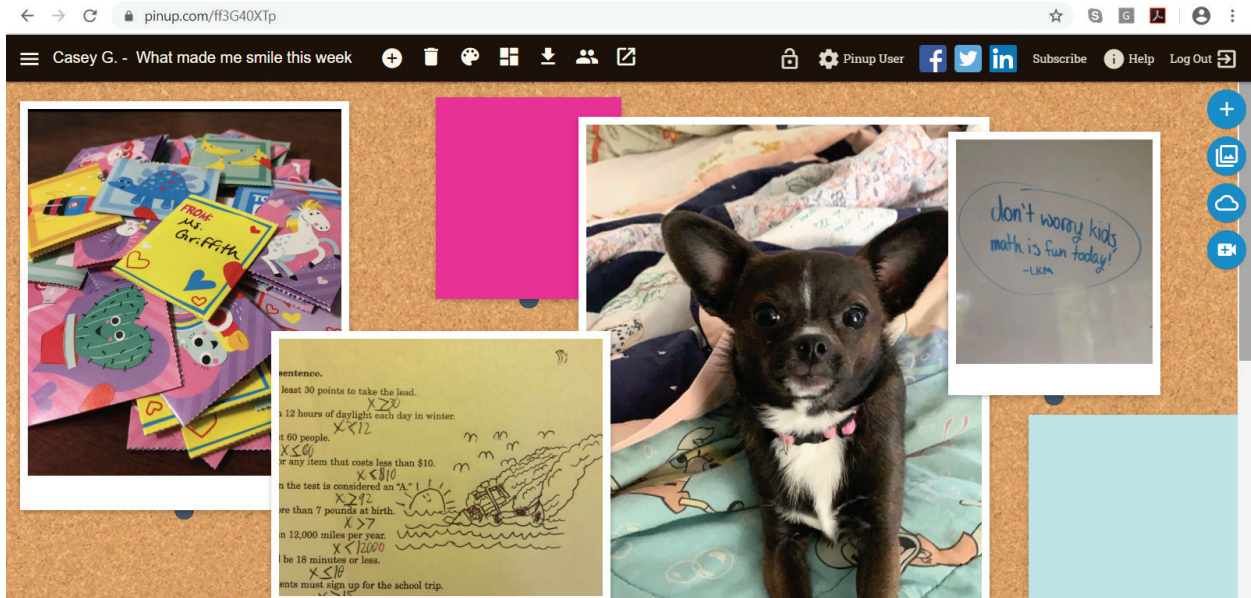 pinup.com/ff3G40XTp
Casey G. - What made me smile this week
Pinup User
Subscribe
Help
Log Out
FROM:
Ms.
Griffith
don't worry kids
math is fun today!
-LKM
sentence.
least 30 points to take the lead.
x ≥ 30
12 hours of daylight each day in winter.
x < 12
60 people.
x ≤ 60
any item that costs less than $10.
x < $10
n the test is considered an "A."
x ≥ 92
ore than 7 pounds at birth.
x > 7
n 12,000 miles per year.
x < 12000
be 18 minutes or less.
x ≤ 18
ents must sign up for the school trip.